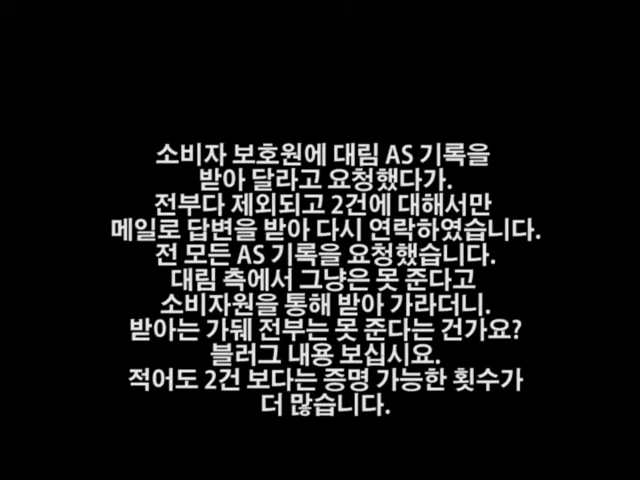 소비자 보호원에 대림 AS 기록을
받아 달라고 요청했다가.
전부다 제외되고 2건에 대해서만
메일로 답변을 받아 다시 연락하였습니다.
전 모든 AS 기록을 요청했습니다.
대림 측에서 그냥은 못 준다고
소비자원을 통해 받아 가라더니.
받아는 가둬 전부는 못 준다는 건가요?
블러그 내용 보십시요.
적어도 2건 보다는 증명 가능한 횟수가
더 많습니다.